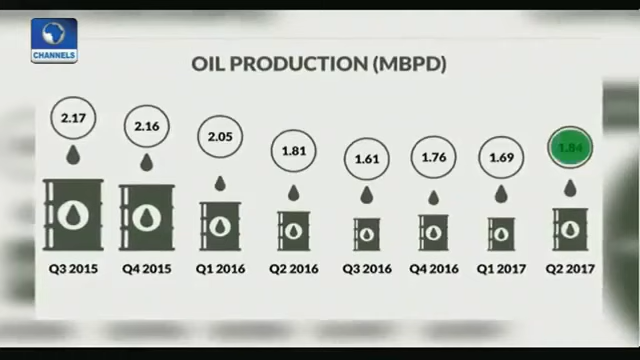 CHANNELS
OIL PRODUCTION (MBPD)
2.17 2.16 2.05 1.81 1.61 1.76 1.69 1.84
Q3 2015 Q4 2015 Q1 2016 Q2 2016 Q3 2016 Q4 2016 Q1 2017 Q2 2017